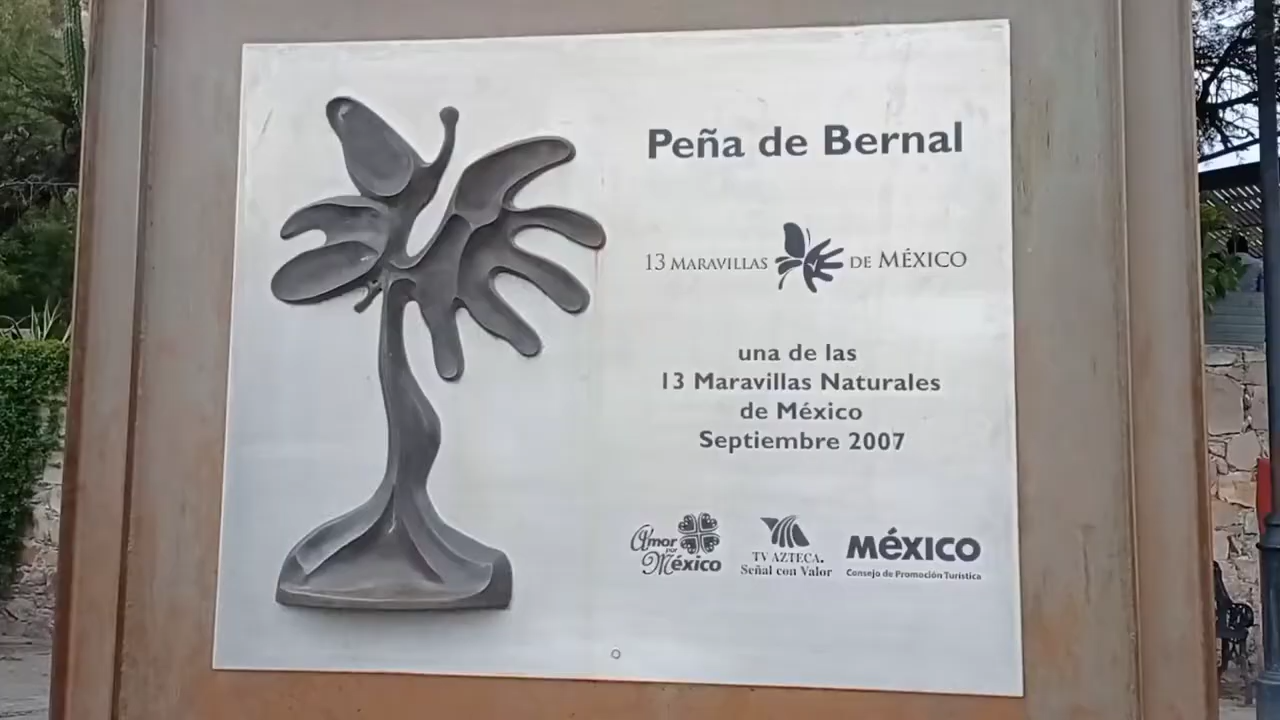 Peña de Bernal
13 MARAVILLAS DE MÉXICO
una de las
13 Maravillas Naturales
de México
Septiembre 2007
Amor por México
TV AZTECA.
Señal con Valor
MéXICO
Consejo de Promoción Turística